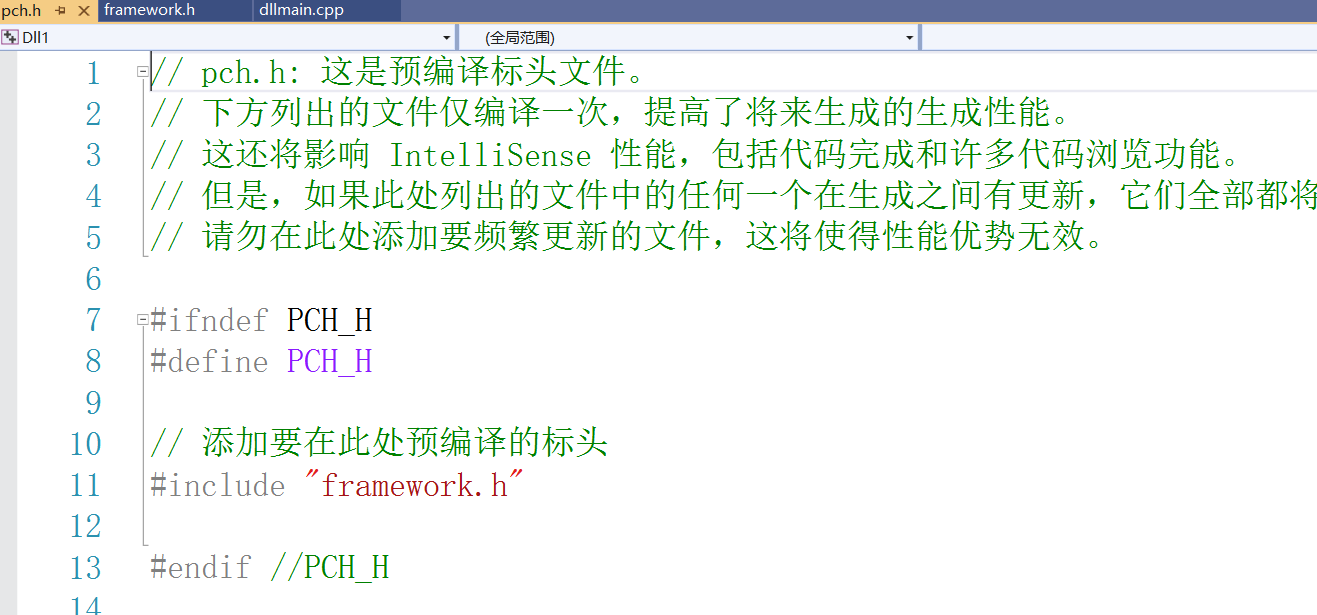 pch.h framework.h dllmain.cpp
Dll1 (全局范围)
1 // pch.h: 这是预编译标头文件。
2 // 下方列出的文件仅编译一次，提高了将来生成的生成性能。
3 // 这还将影响 IntelliSense 性能，包括代码完成和许多代码浏览功能。
4 // 但是，如果此处列出的文件中的任何一个在生成之间有更新，它们全部都将
5 // 请勿在此处添加要频繁更新的文件，这将使得性能优势无效。
6
7 #ifndef PCH_H
8 #define PCH_H
9
10 // 添加要在此处预编译的标头
11 #include "framework.h"
12
13 #endif //PCH_H
14